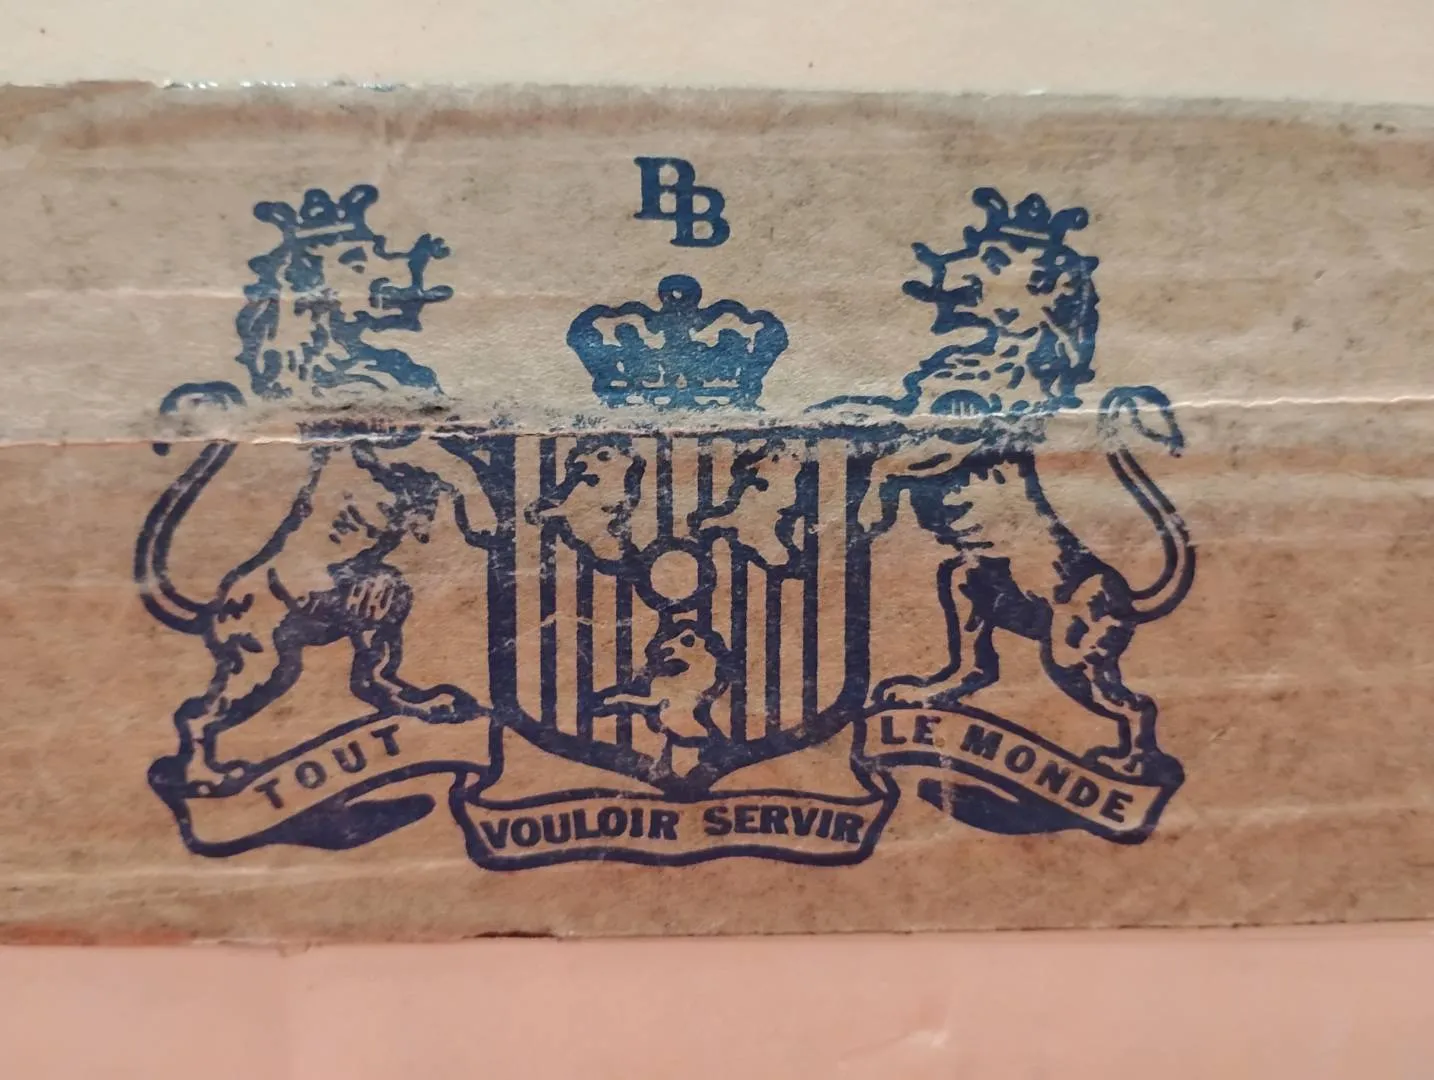 BB
TOUT
VOULOIR SERVIR
LE MONDE